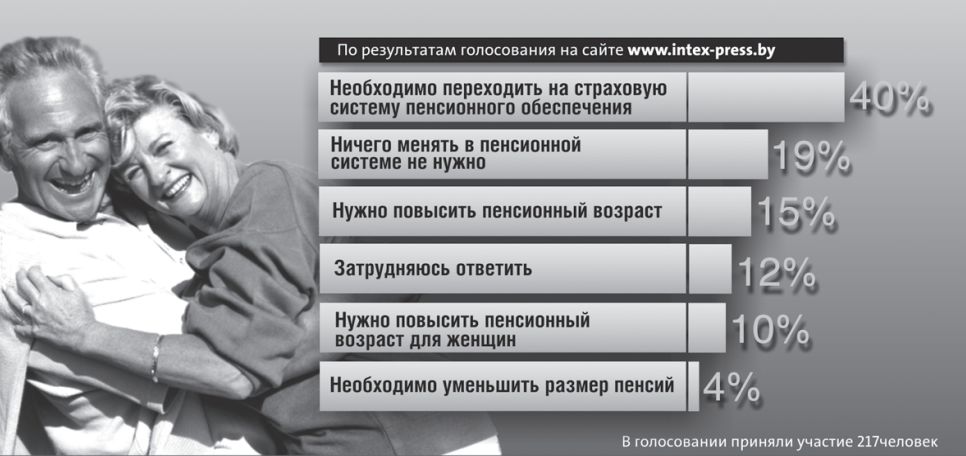 По результатам голосования на сайте www.intex-press.by
Необходимо переходить на страховую
систему пенсионного обеспечения
40%
Ничего менять в пенсионной
системе не нужно
19%
Нужно повысить пенсионный возраст
15%
Затрудняюсь ответить
12%
Нужно повысить пенсионный
возраст для женщин
10%
Необходимо уменьшить размер пенсий
4%
В голосовании приняли участие 217человек